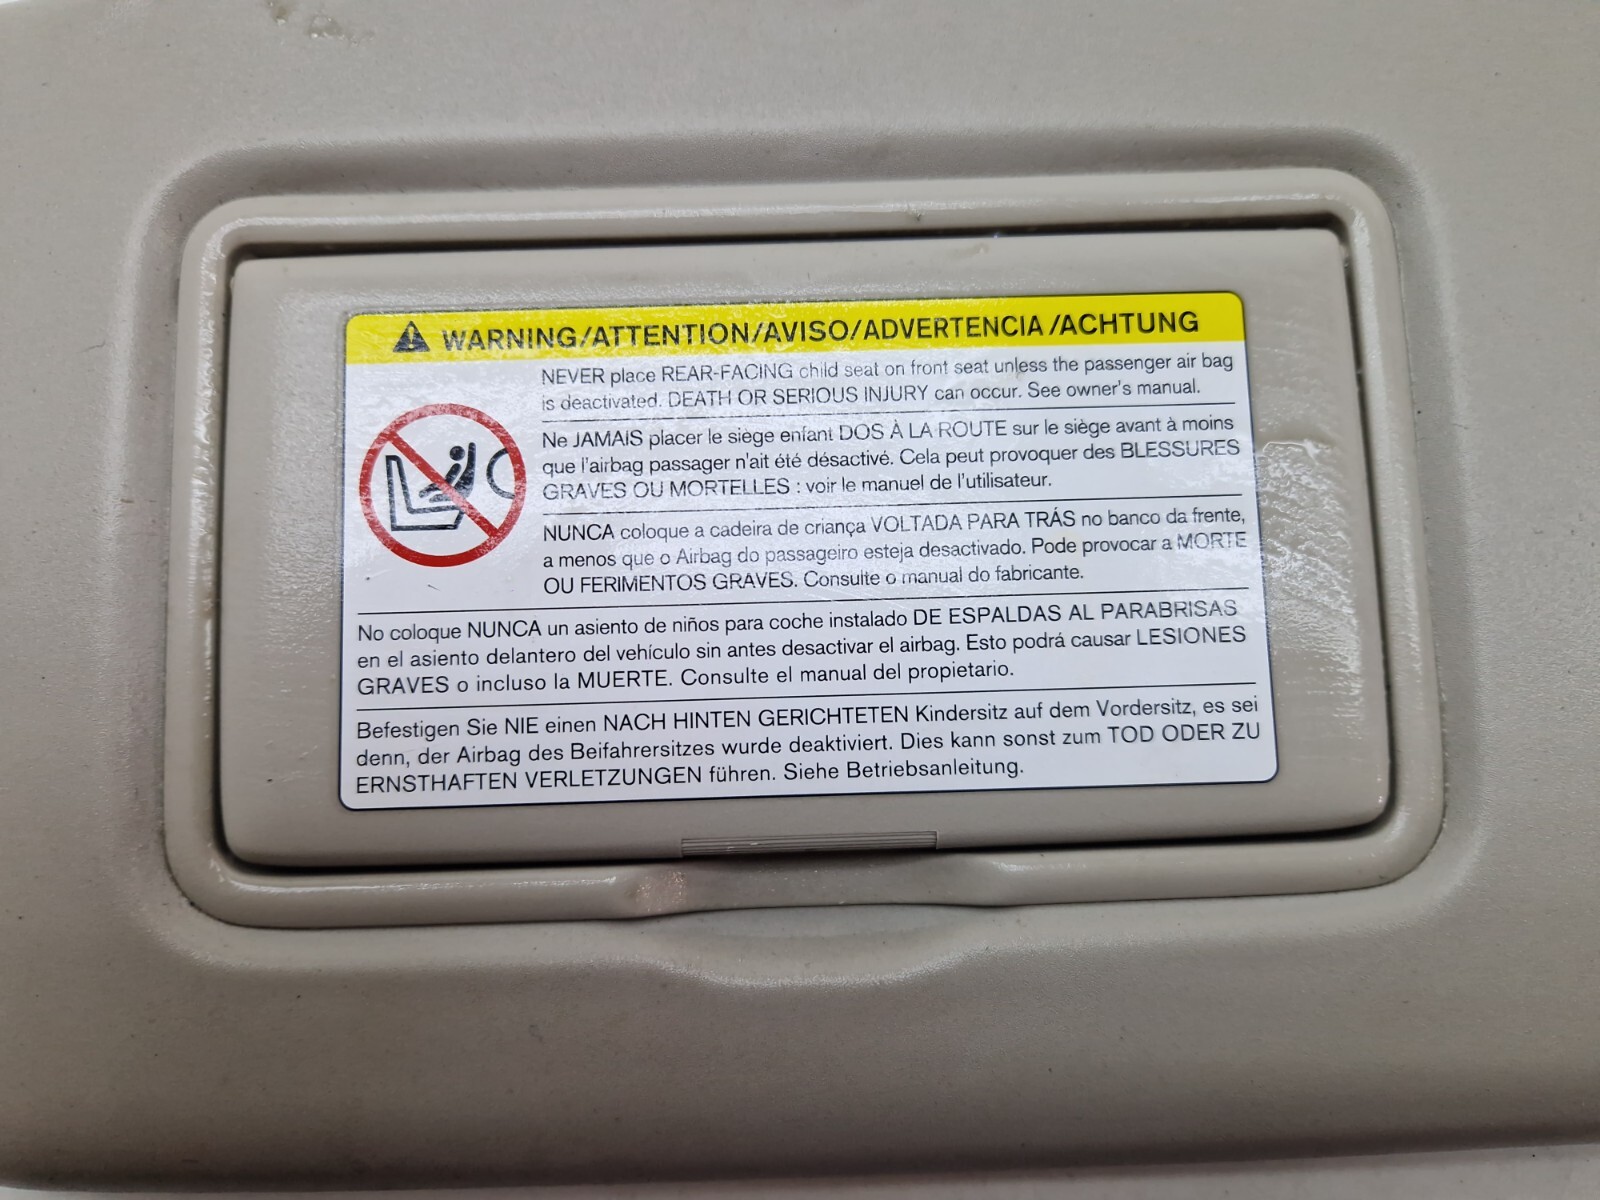 WARNING/ATTENTION/AVISO/ADVERTENCIA/ACHTUNG
NEVER place REAR-FACING child seat on front seat unless the passenger air bag
is deactivated. DEATH OR SERIOUS INJURY can occur. See owner's manual.
Ne JAMAIS placer le siège enfant DOS À LA ROUTE sur le siège avant à moins
que l'airbag passager n'ait été désactivé. Cela peut provoquer des BLESSURES
GRAVES OU MORTELLES : voir le manuel de l'utilisateur.
NUNCA coloque a cadeira de criança VOLTADA PARA TRÁS no banco da frente,
a menos que o Airbag do passageiro esteja desactivado. Pode provocar a MORTE
OU FERIMENTOS GRAVES. Consulte o manual do fabricante.
No coloque NUNCA un asiento de niños para coche instalado DE ESPALDAS AL PARABRISAS
en el asiento delantero del vehículo sin antes desactivar el airbag. Esto podrá causar LESIONES
GRAVES o incluso la MUERTE. Consulte el manual del propietario.
Befestigen Sie NIE einen NACH HINTEN GERICHTETEN Kindersitz auf dem Vordersitz, es sei
denn, der Airbag des Beifahrersitzes wurde deaktiviert. Dies kann sonst zum TOD ODER ZU
ERNSTHAFTEN VERLETZUNGEN führen. Siehe Betriebsanleitung.